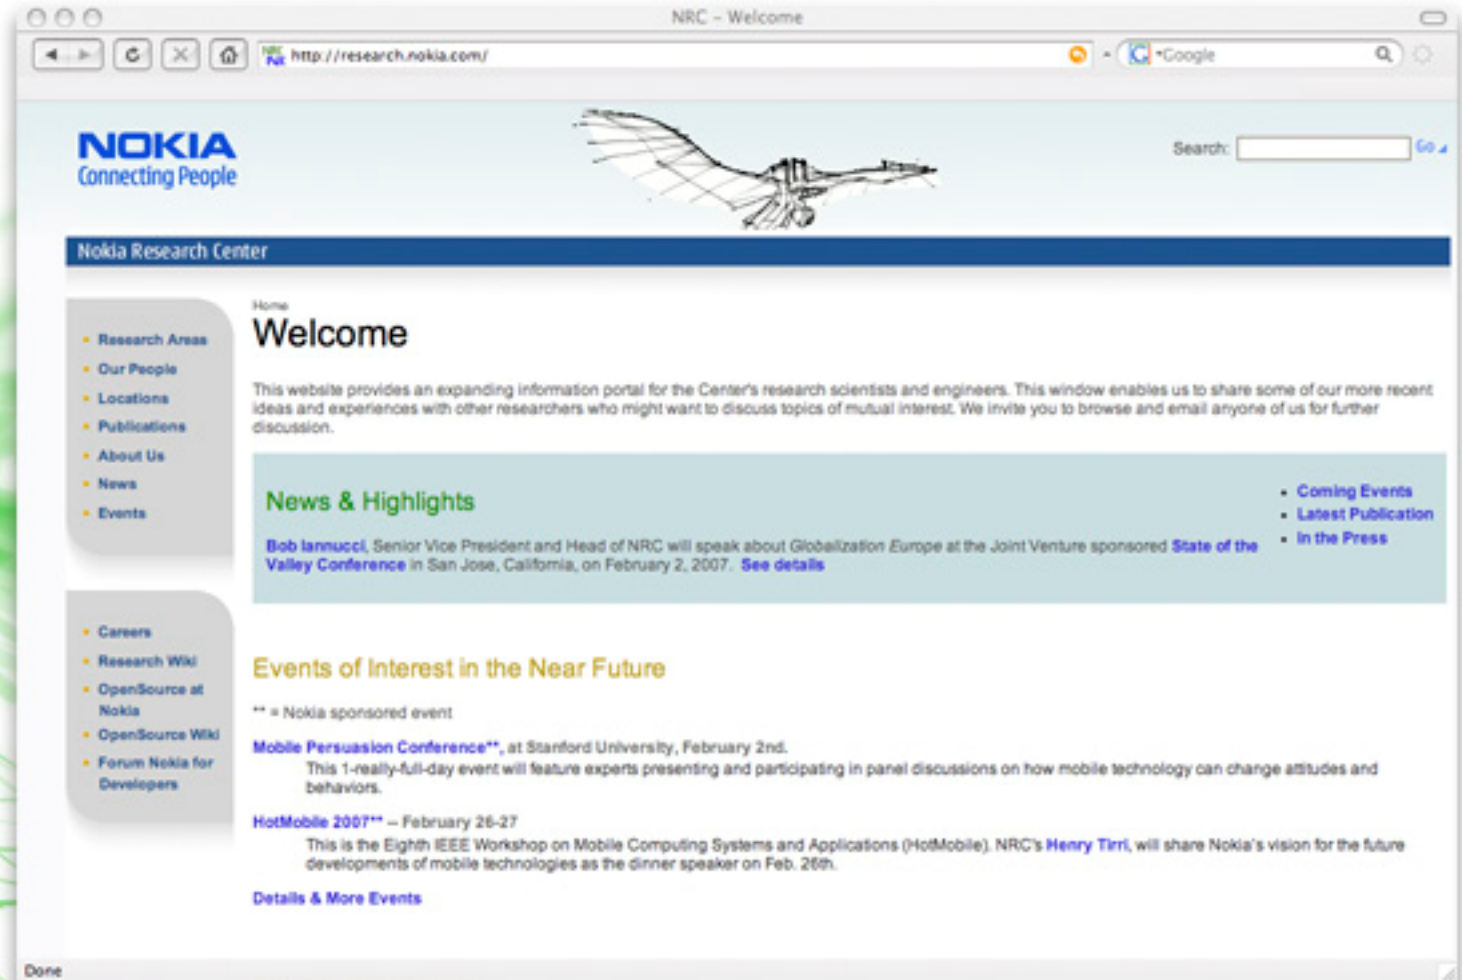 NRC – Welcome
http://research.nokia.com/
Google
NOKIA
Connecting People
Search:
Go
Nokia Research Center
Research Areas
Our People
Locations
Publications
About Us
News
Events
Careers
Research Wiki
OpenSource at
Nokia
OpenSource Wiki
Forum Nokia for
Developers
Home
Welcome
This website provides an expanding information portal for the Center's research scientists and engineers. This window enables us to share some of our more recent
ideas and experiences with other researchers who might want to discuss topics of mutual interest. We invite you to browse and email anyone of us for further
discussion.
News & Highlights
Bob Iannucci, Senior Vice President and Head of NRC will speak about Globalization Europe at the Joint Venture sponsored State of the
Valley Conference in San Jose, California, on February 2, 2007. See details
Coming Events
Latest Publication
In the Press
Events of Interest in the Near Future
** = Nokia sponsored event
Mobile Persuasion Conference**, at Stanford University, February 2nd.
This 1-really-full-day event will feature experts presenting and participating in panel discussions on how mobile technology can change attitudes and
behaviors.
HotMobile 2007** – February 26-27
This is the Eighth IEEE Workshop on Mobile Computing Systems and Applications (HotMobile). NRC's Henry Tirri, will share Nokia's vision for the future
developments of mobile technologies as the dinner speaker on Feb. 26th.
Details & More Events
Done